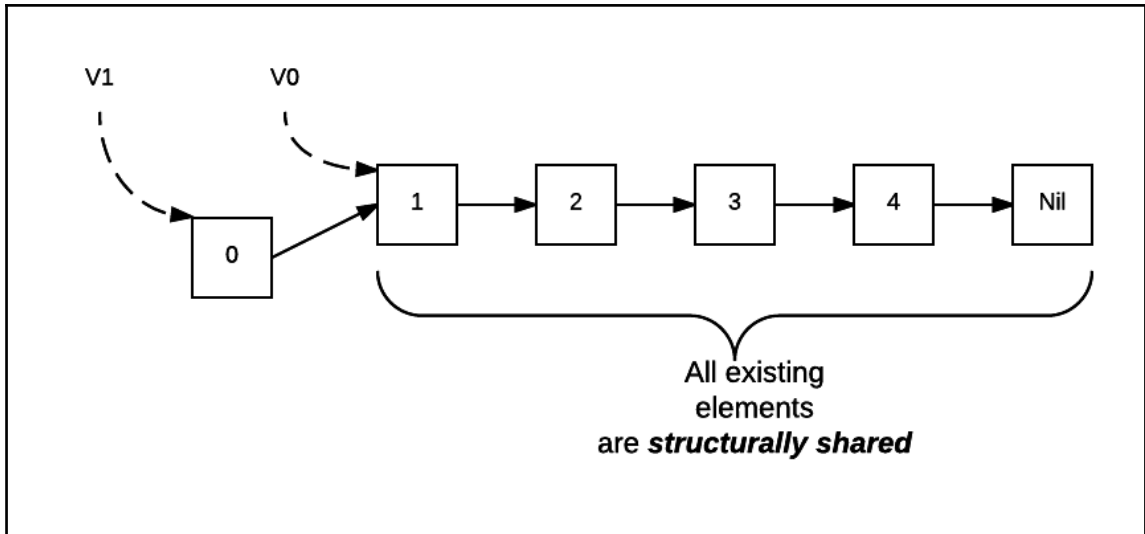 V1
V0
0
1
2
3
4
Nil
All existing
elements
are structurally shared